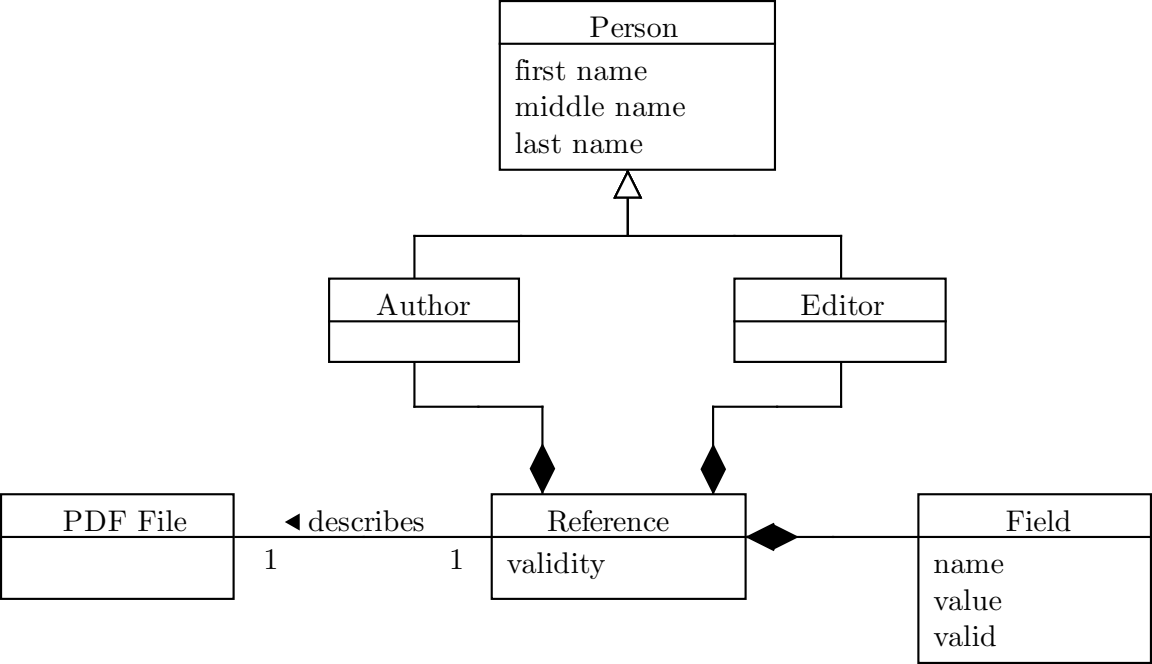 Person
first name
middle name
last name
Author
Editor
PDF File
◀ describes
1
1
Reference
validity
Field
name
value
valid